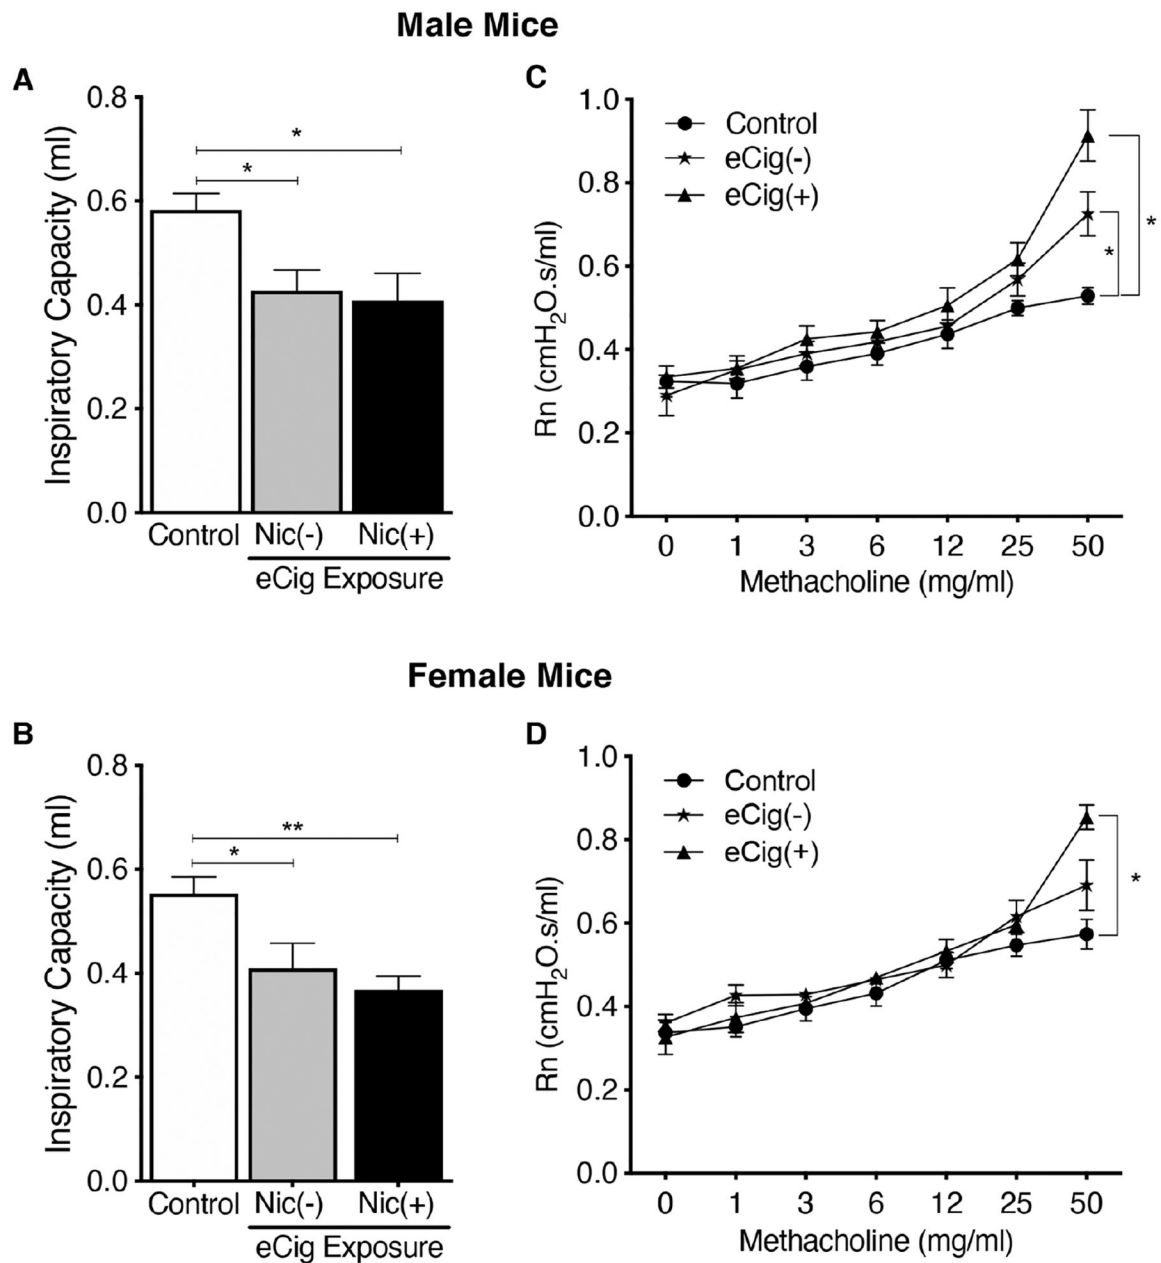 Male Mice
A
Inspiratory Capacity (ml)
0.8
0.6
0.4
0.2
0.0
*
*
Control
Nic(-)
Nic(+)
eCig Exposure
C
Rn (cmH₂O.s/ml)
1.0
0.8
0.6
0.4
0.2
0.0
Control
eCig(-)
eCig(+)
*
*
0 1 3 6 12 25 50
Methacholine (mg/ml)
Female Mice
B
Inspiratory Capacity (ml)
0.8
0.6
0.4
0.2
0.0
**
*
Control
Nic(-)
Nic(+)
eCig Exposure
D
Rn (cmH₂O.s/ml)
1.0
0.8
0.6
0.4
0.2
0.0
Control
eCig(-)
eCig(+)
*
0 1 3 6 12 25 50
Methacholine (mg/ml)